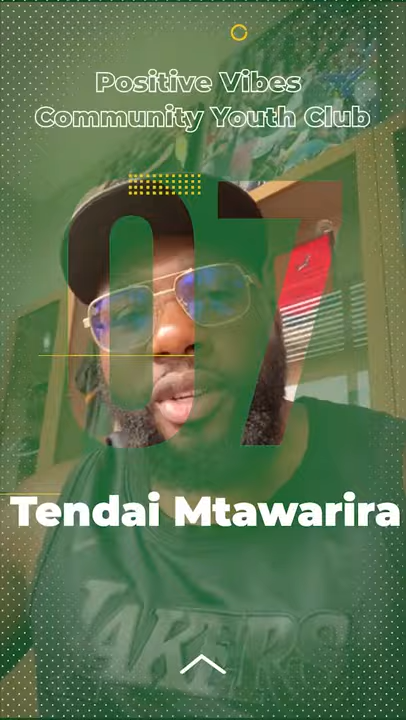 Positive Vibes
Community Youth Club
07
Tendai Mtawarira
LAKERS